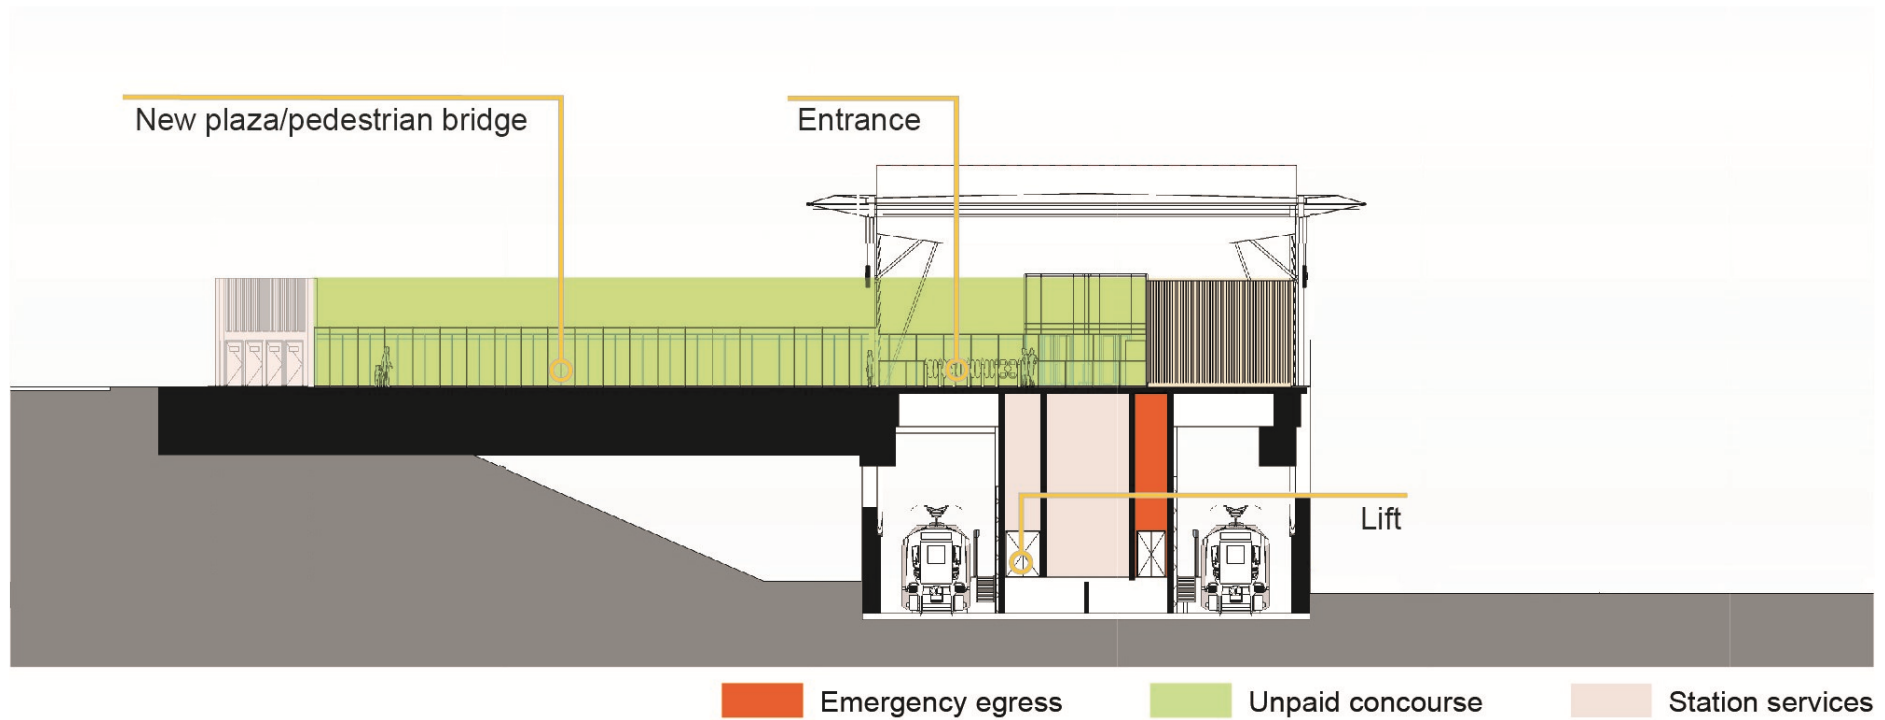 New plaza/pedestrian bridge
Entrance
Lift
Emergency egress
Unpaid concourse
Station services